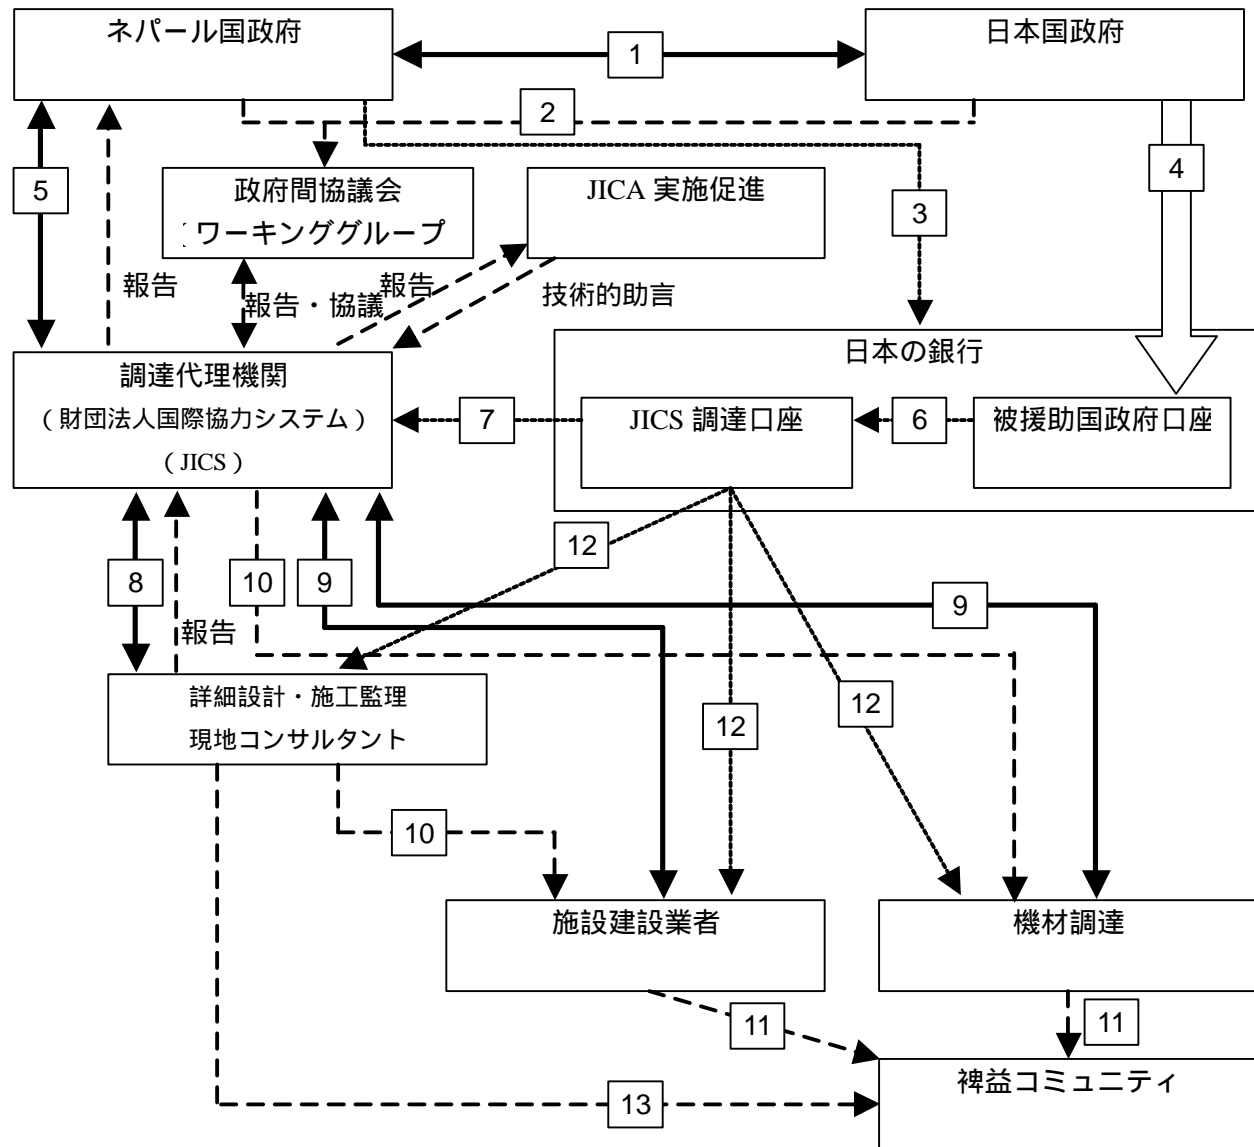 ネパール国政府
日本国政府
1
2
4
5
政府間協議会
ワーキンググループ
JICA 実施促進
3
報告
報告・協議
報告
技術的助言
日本の銀行
調達代理機関
（財団法人国際協力システム）
（JICS）
7
JICS 調達口座
6
被援助国政府口座
12
8
10
9
9
報告
詳細設計・施工監理
現地コンサルタント
12
12
10
施設建設業者
機材調達
11
11
裨益コミュニティ
13